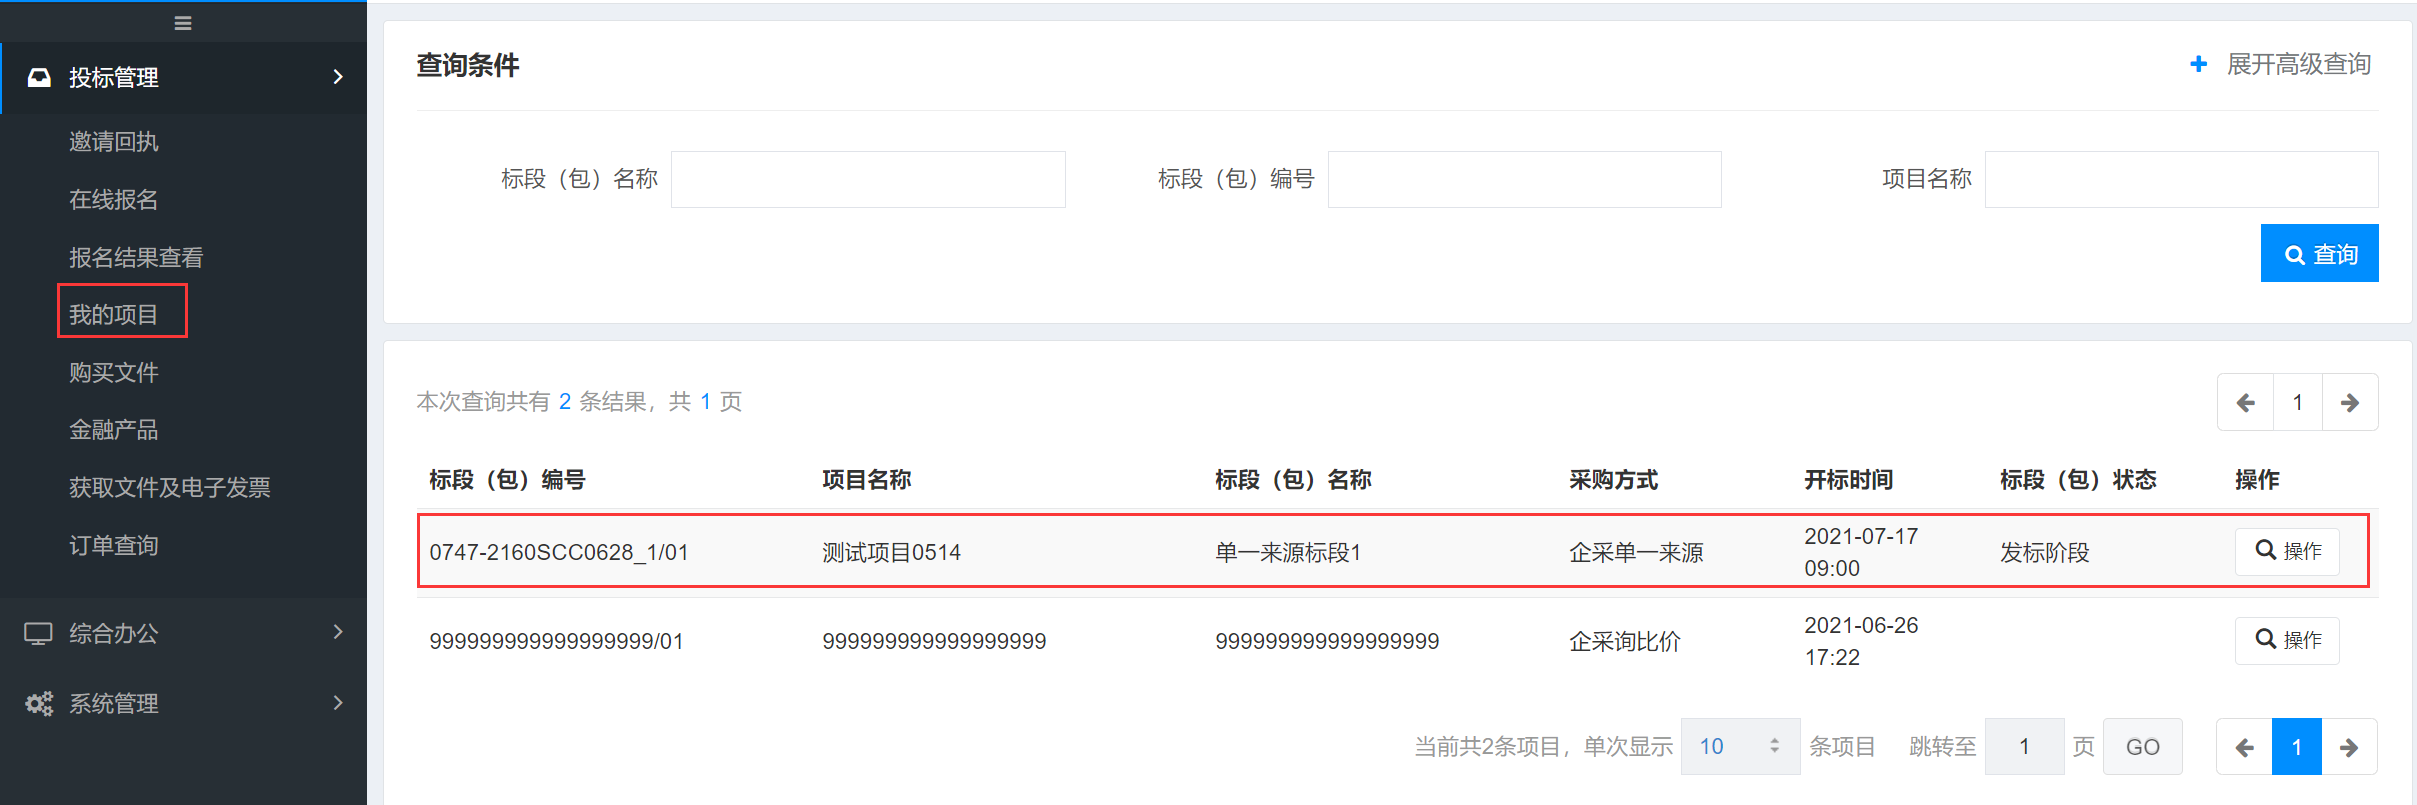 投标管理
邀请回执
在线报名
报名结果查看
我的项目
购买文件
金融产品
获取文件及电子发票
订单查询
综合办公
系统管理
查询条件
展开高级查询
标段（包）名称
标段（包）编号
项目名称
查询
本次查询共有 2 条结果，共 1 页
1
标段（包）编号 项目名称 标段（包）名称 采购方式 开标时间 标段（包）状态 操作
0747-2160SCC0628_1/01 测试项目0514 单一来源标段1 企采单一来源 2021-07-17 09:00 发标阶段 操作
999999999999999999/01 999999999999999999 999999999999999999 企采询比价 2021-06-26 17:22 操作
当前共2条项目，单次显示 10 条项目 跳转至 1 页 GO 1